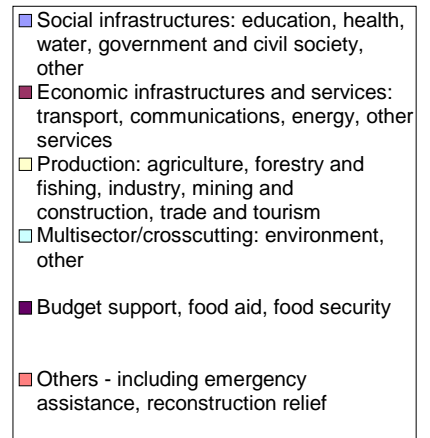 Social infrastructures: education, health,
water, government and civil society,
other
Economic infrastructures and services:
transport, communications, energy, other
services
Production: agriculture, forestry and
fishing, industry, mining and
construction, trade and tourism
Multisector/crosscutting: environment,
other
Budget support, food aid, food security
Others - including emergency
assistance, reconstruction relief